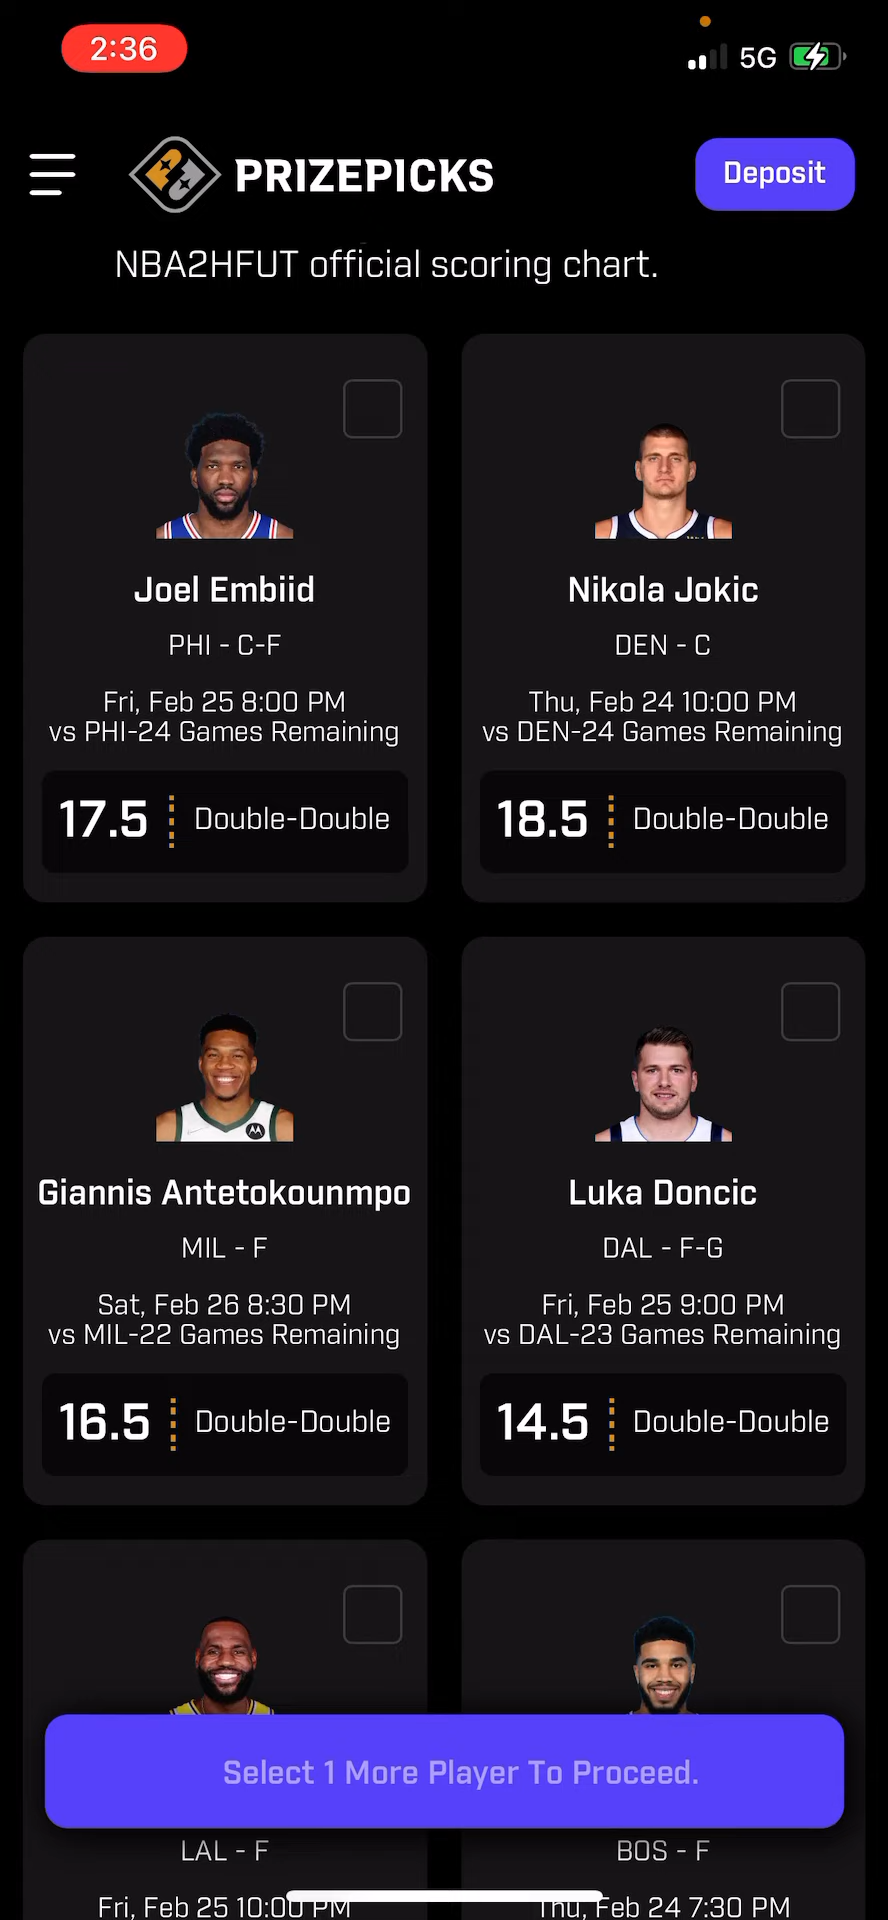 2:36
5G
PRIZEPICKS
Deposit
NBA2HFUT official scoring chart.
Joel Embiid
PHI - C-F
Fri, Feb 25 8:00 PM
vs PHI-24 Games Remaining
17.5 Double-Double
Nikola Jokic
DEN - C
Thu, Feb 24 10:00 PM
vs DEN-24 Games Remaining
18.5 Double-Double
Giannis Antetokounmpo
MIL - F
Sat, Feb 26 8:30 PM
vs MIL-22 Games Remaining
16.5 Double-Double
Luka Doncic
DAL - F-G
Fri, Feb 25 9:00 PM
vs DAL-23 Games Remaining
14.5 Double-Double
Select 1 More Player To Proceed.
LAL - F
Fri, Feb 25 10:00 PM
BOS - F
Thu, Feb 24 7:30 PM